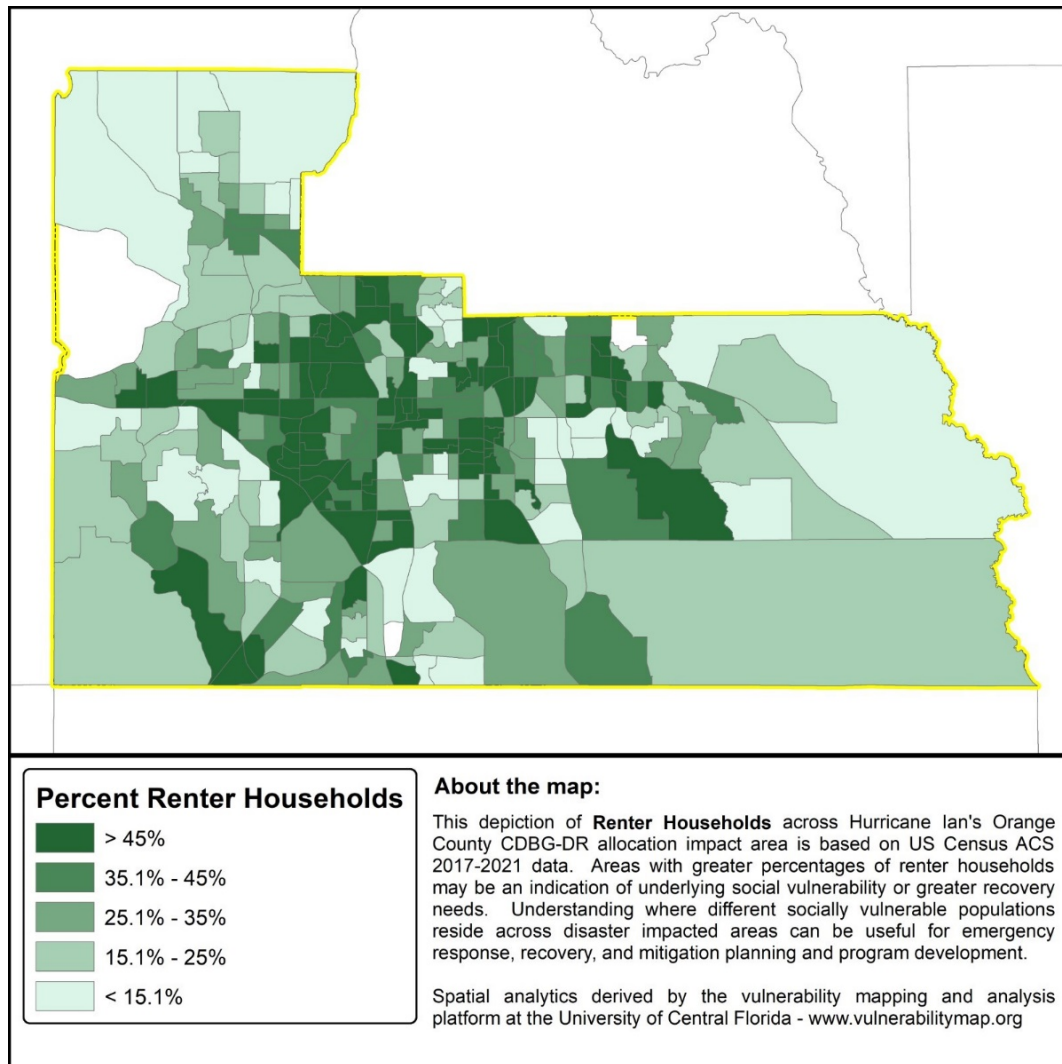 Percent Renter Households
> 45%
35.1% - 45%
25.1% - 35%
15.1% - 25%
< 15.1%
About the map:
This depiction of Renter Households across Hurricane Ian's Orange
County CDBG-DR allocation impact area is based on US Census ACS
2017-2021 data. Areas with greater percentages of renter households
may be an indication of underlying social vulnerability or greater recovery
needs. Understanding where different socially vulnerable populations
reside across disaster impacted areas can be useful for emergency
response, recovery, and mitigation planning and program development.
Spatial analytics derived by the vulnerability mapping and analysis
platform at the University of Central Florida - www.vulnerabilitymap.org